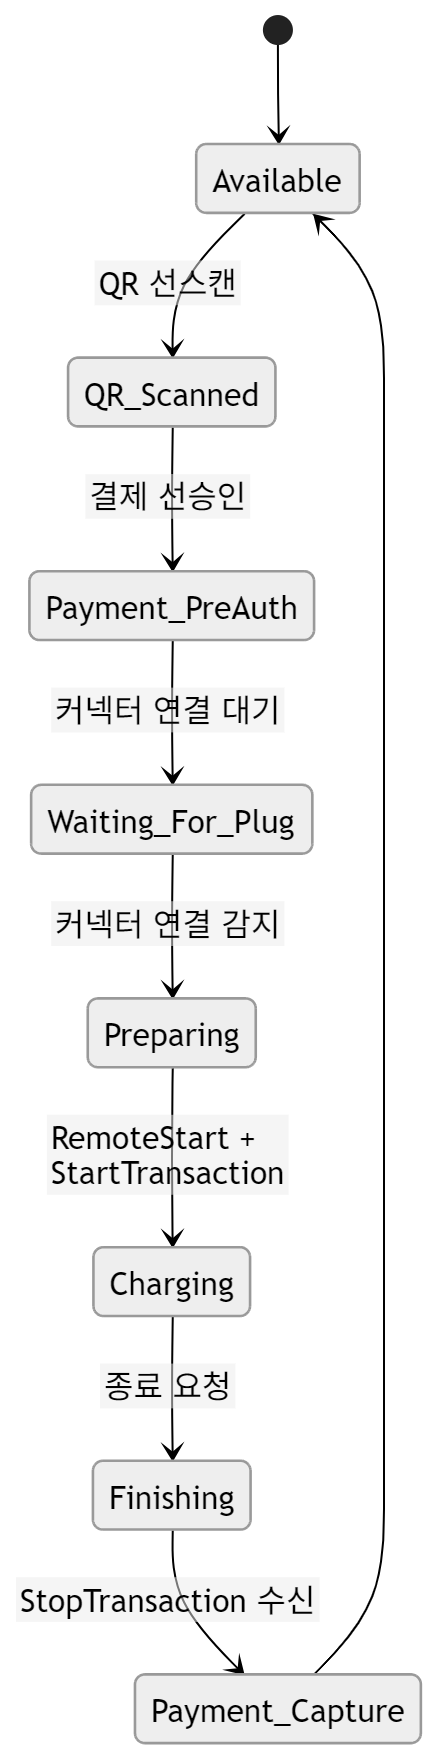 Available
QR 선스캔
QR_Scanned
결제 선승인
Payment_PreAuth
커넥터 연결 대기
Waiting_For_Plug
커넥터 연결 감지
Preparing
RemoteStart +
StartTransaction
Charging
종료 요청
Finishing
StopTransaction 수신
Payment_Capture